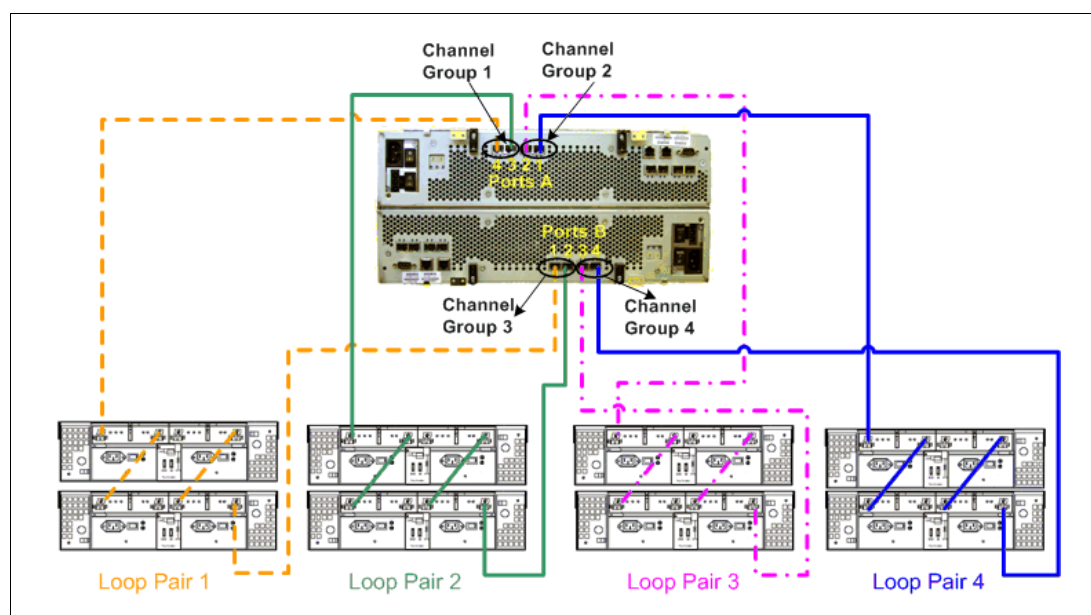 Channel
Group 1
Channel
Group 2
4 3 2 1
Ports A
Ports B
1 2 3 4
Channel
Group 3
Channel
Group 4
Loop Pair 1
Loop Pair 2
Loop Pair 3
Loop Pair 4